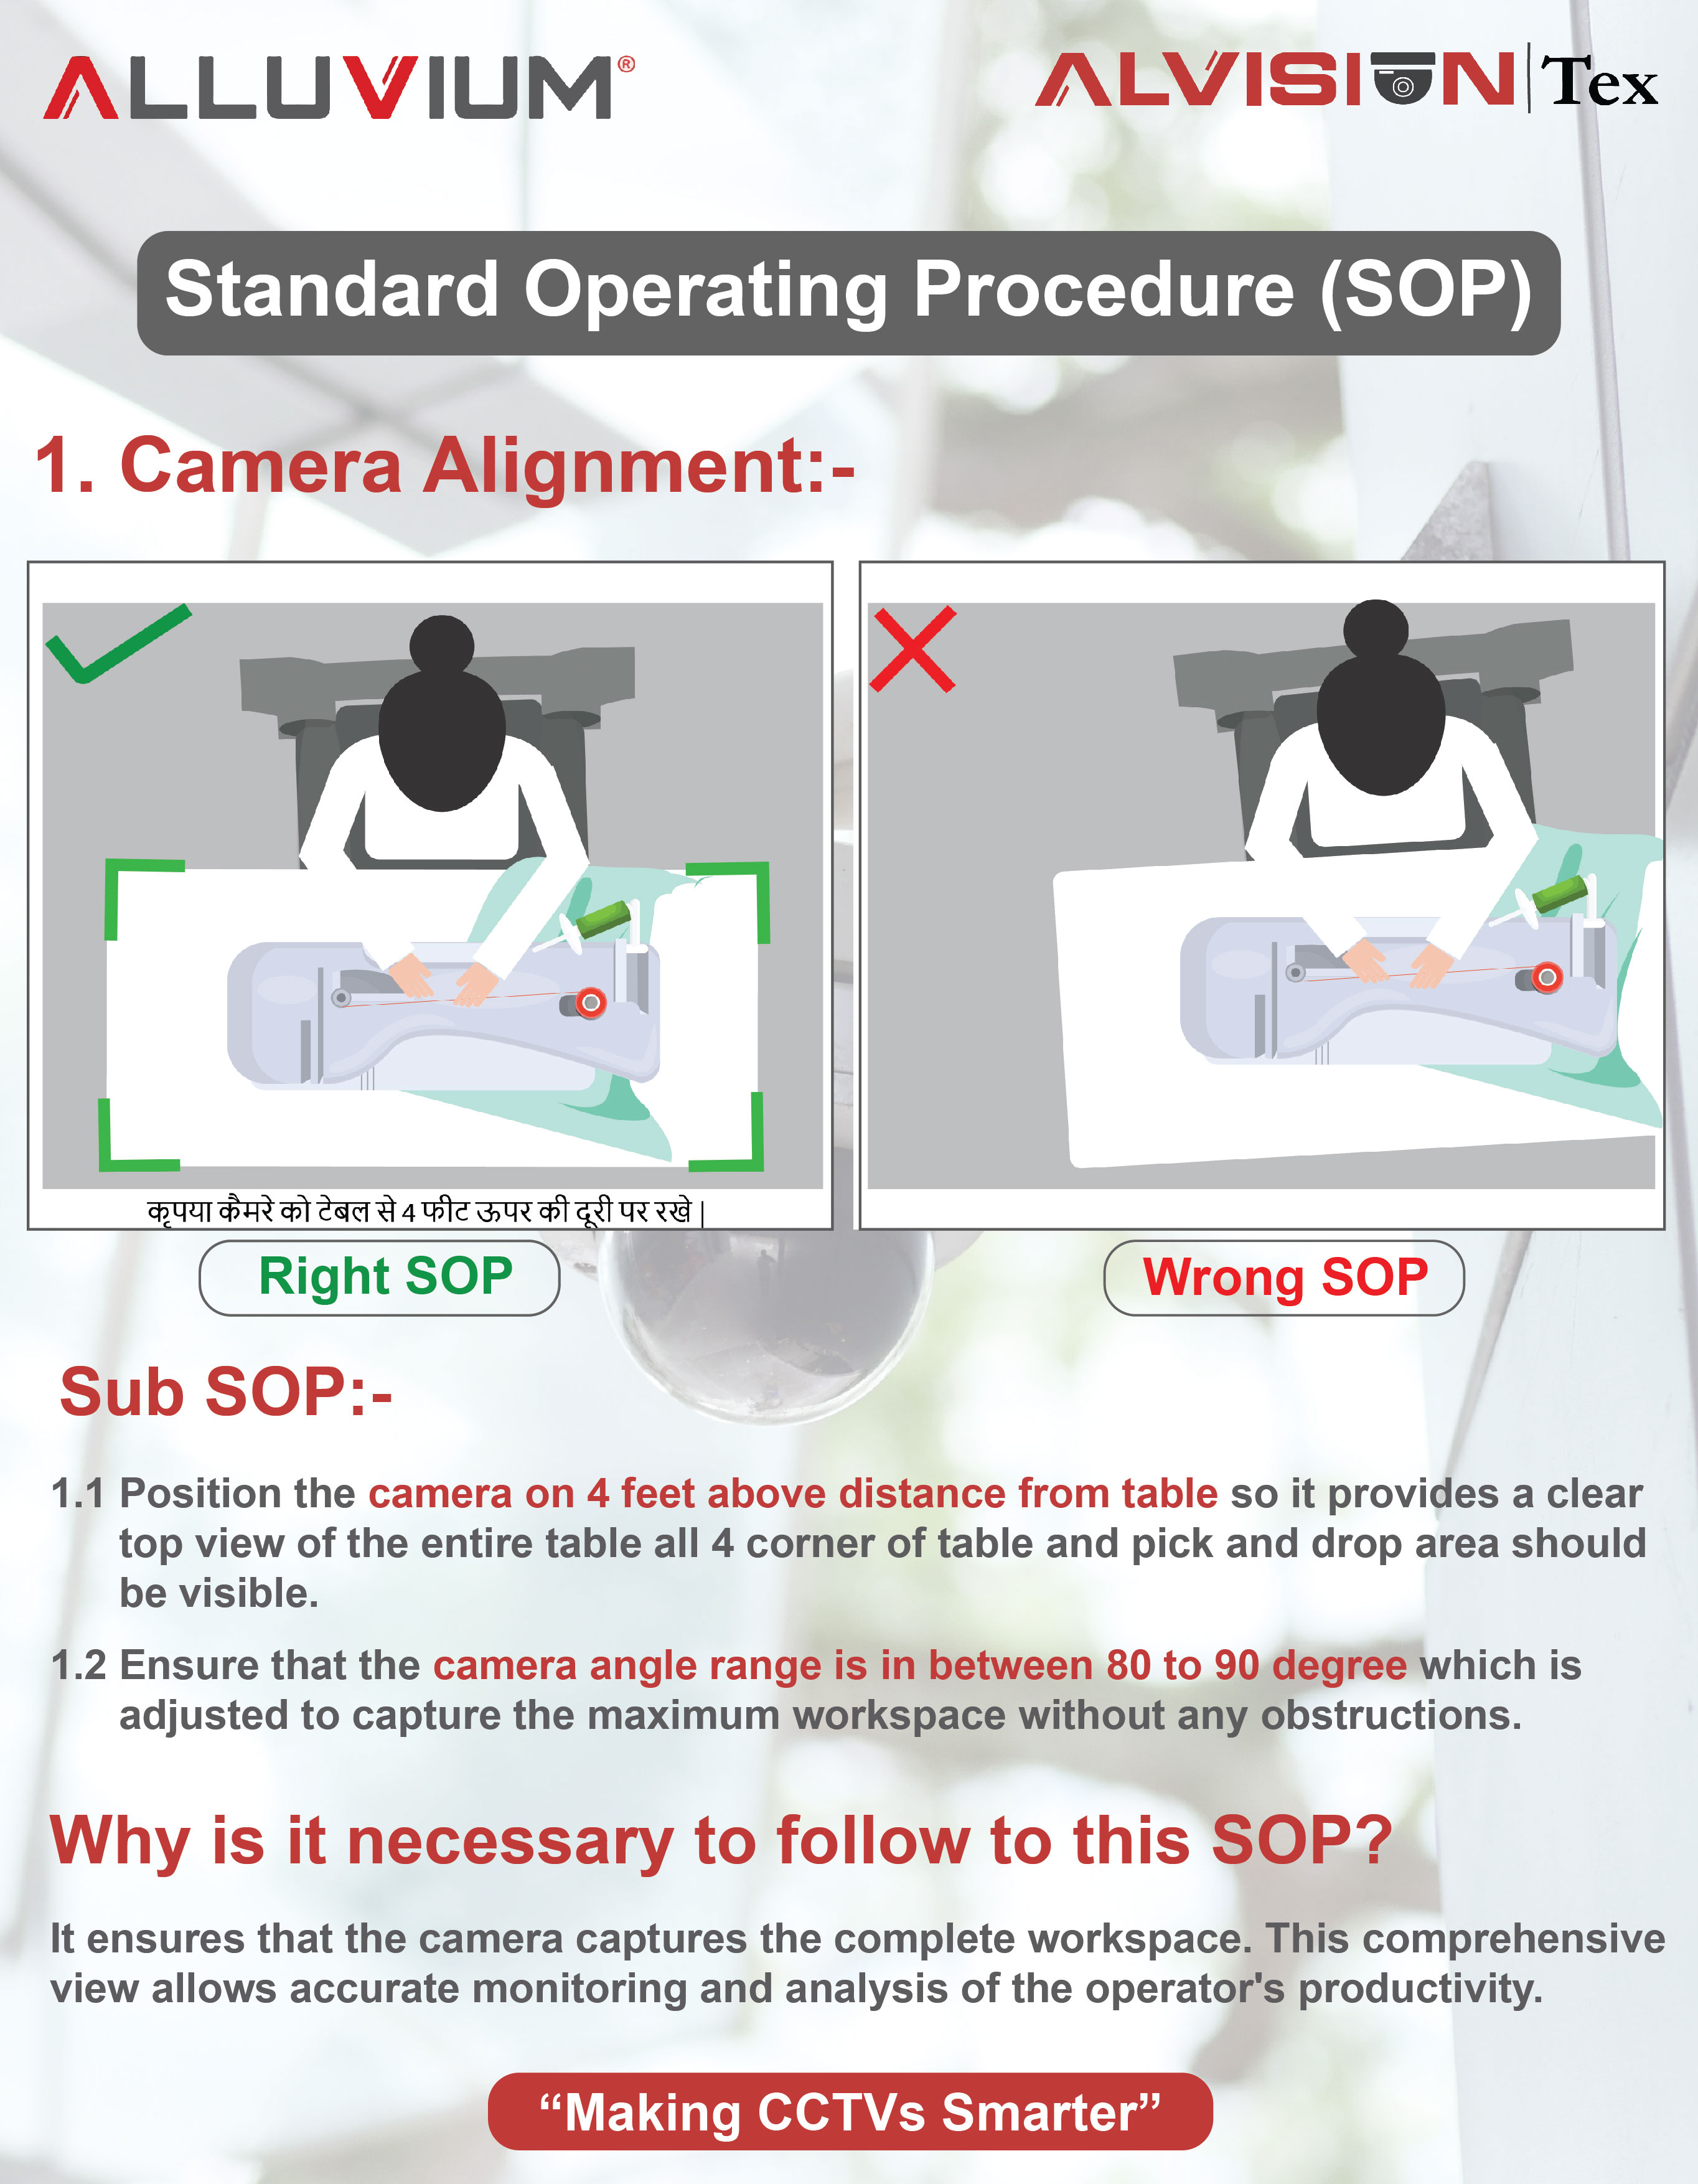 ALLUVIUM®
ALVISION Tex
Standard Operating Procedure (SOP)
1. Camera Alignment:-
कृपया कैमरे को टेबल से 4 फीट ऊपर की दूरी पर रखे |
Right SOP
Wrong SOP
Sub SOP:-
1.1 Position the camera on 4 feet above distance from table so it provides a clear
top view of the entire table all 4 corner of table and pick and drop area should
be visible.
1.2 Ensure that the camera angle range is in between 80 to 90 degree which is
adjusted to capture the maximum workspace without any obstructions.
Why is it necessary to follow to this SOP?
It ensures that the camera captures the complete workspace. This comprehensive
view allows accurate monitoring and analysis of the operator's productivity.
“Making CCTVs Smarter”